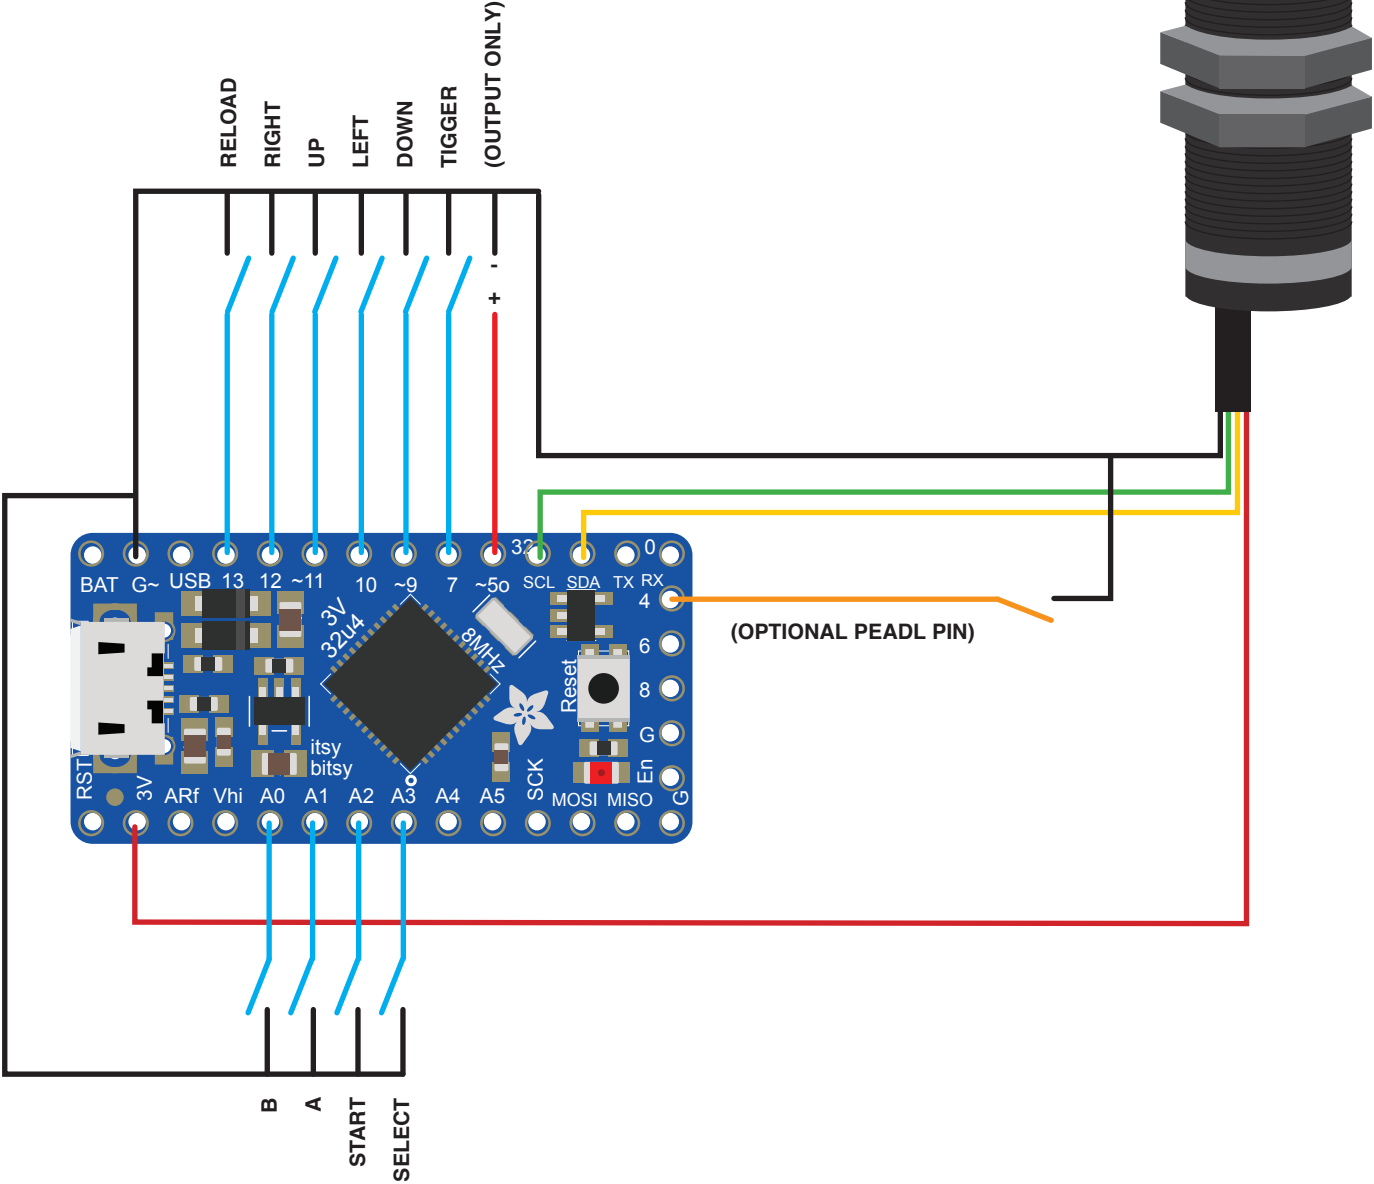 RELOAD
RIGHT
UP
LEFT
DOWN
TIGGER
(OUTPUT ONLY)
-
+
32
0
BAT G~ USB 13 12 ~11 10 ~9 7 ~5o SCL SDA TX RX
4
(OPTIONAL PEADL PIN)
3V
32u4
8MHz
6
Reset
8
G
itsy
bitsy
En
RST
3V
ARf Vhi A0 A1 A2 A3 A4 A5 SCK MOSI MISO G
B
A
START
SELECT